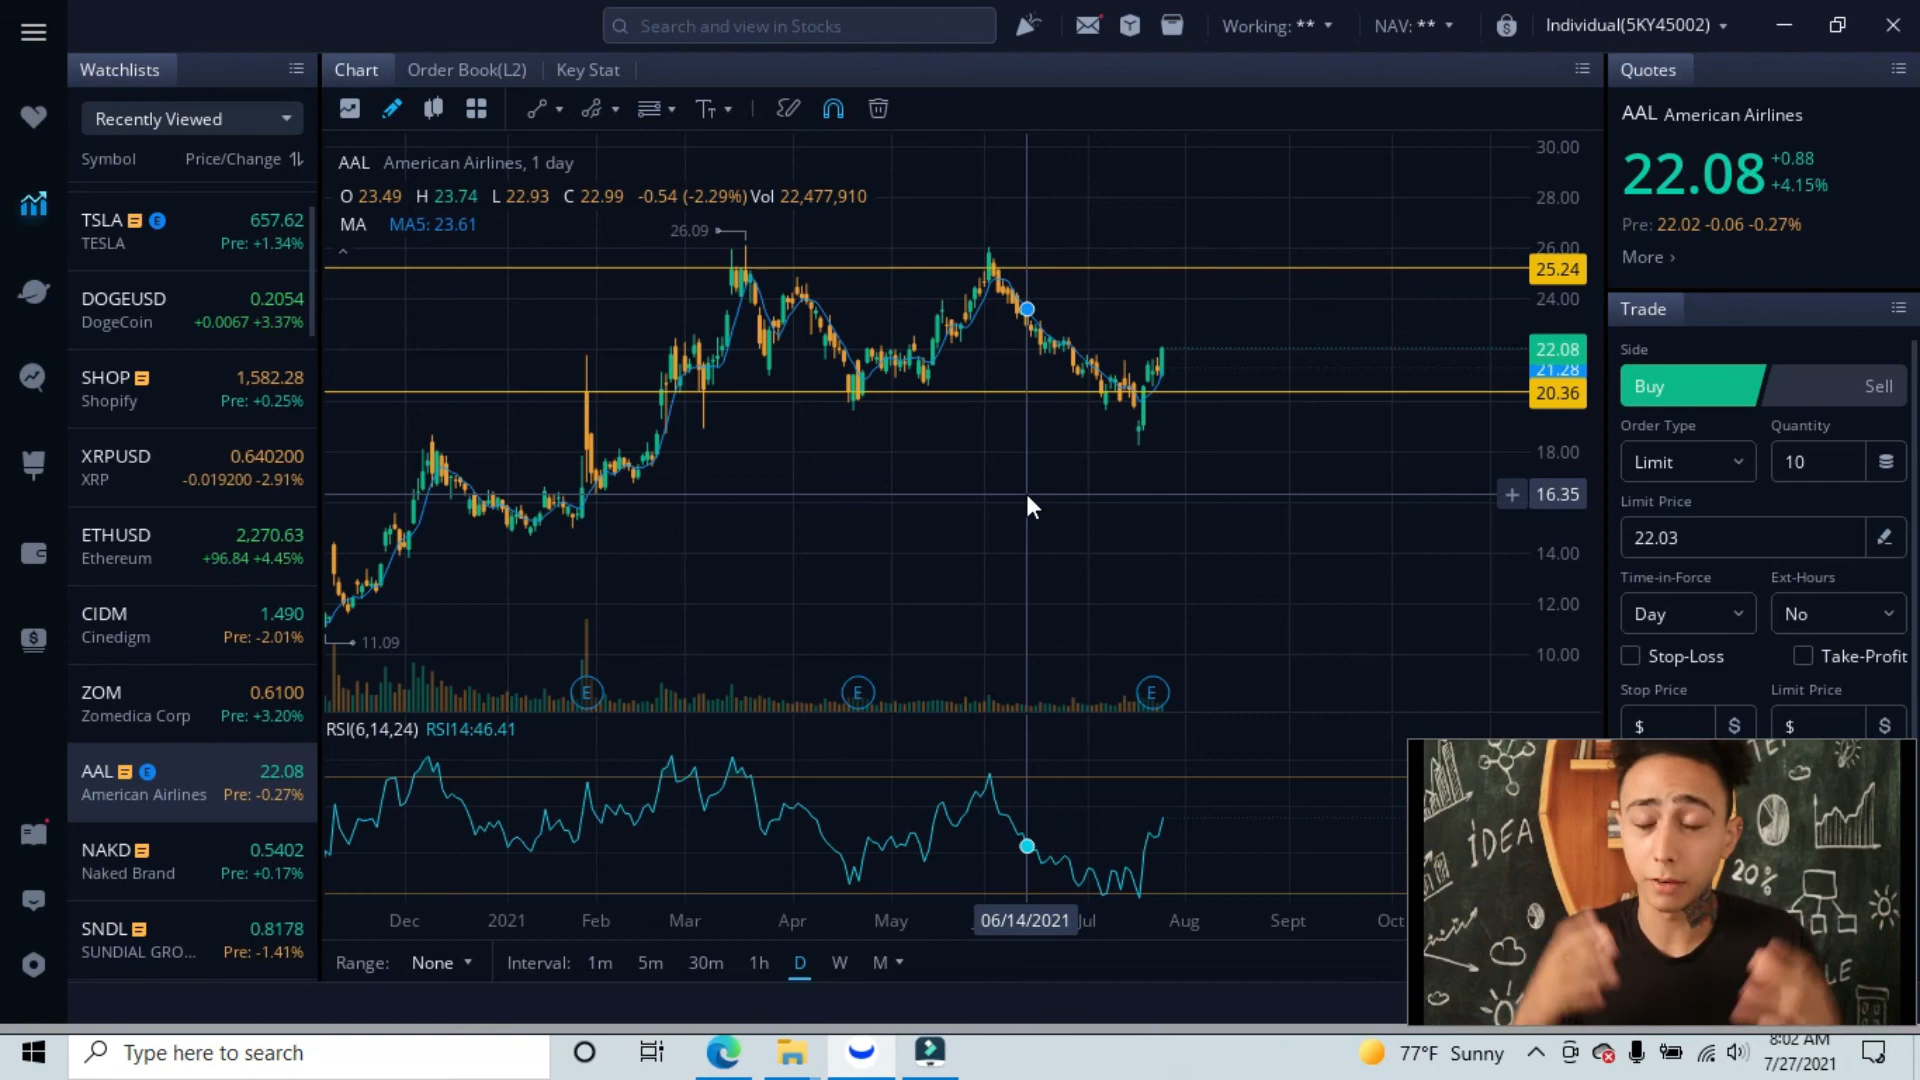 Search and view in Stocks
Working: **
NAV: **
Individual(5KY45002)
Watchlists
Recently Viewed
Symbol Price/Change
TSLA E 657.62
TESLA Pre: +1.34%
DOGEUSD 0.2054
DogeCoin +0.0067 +3.37%
SHOP 1,582.28
Shopify Pre: +0.25%
XRPUSD 0.640200
XRP -0.019200 -2.91%
ETHUSD 2,270.63
Ethereum +96.84 +4.45%
CIDM 1.490
Cinedigm Pre: -2.01%
ZOM 0.6100
Zomedica Corp Pre: +3.20%
AAL E 22.08
American Airlines Pre: -0.27%
NAKD 0.5402
Naked Brand Pre: +0.17%
SNDL 0.8178
SUNDIAL GRO... Pre: -1.41%
Chart Order Book(L2) Key Stat
AAL American Airlines, 1 day
O 23.49 H 23.74 L 22.93 C 22.99 -0.54 (-2.29%) Vol 22,477,910
MA MA5: 23.61
26.09
11.09
30.00
28.00
26.00
25.24
24.00
22.08
21.28
20.36
18.00
16.35
14.00
12.00
10.00
E E E
RSI(6,14,24) RSI14:46.41
Dec 2021 Feb Mar Apr May 06/14/2021 Jul Aug Sept Oct
Range: None Interval: 1m 5m 30m 1h D W M
Quotes
AAL American Airlines
22.08 +0.88
+4.15%
Pre: 22.02 -0.06 -0.27%
More ›
Trade
Side
Buy Sell
Order Type Quantity
Limit 10
Limit Price
22.03
Time-in-Force Ext-Hours
Day No
Stop-Loss Take-Profit
Stop Price Limit Price
$ $ $ $
IDEA
20%
Type here to search
77°F Sunny
8:02 AM
7/27/2021